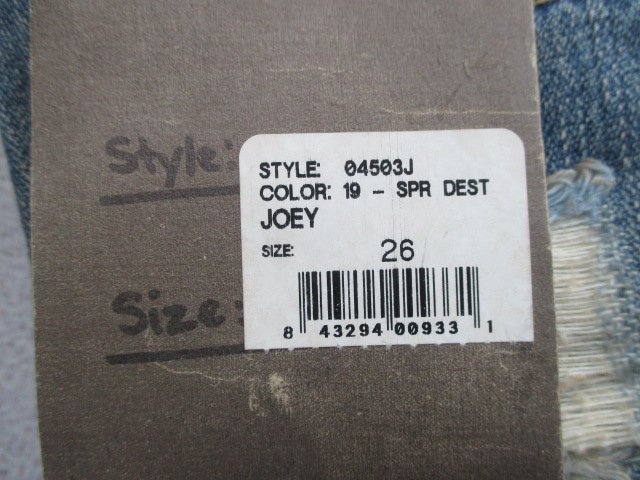 Style:
STYLE: 04503J
COLOR: 19 - SPR DEST
JOEY
SIZE: 26
Size:
8 43294 00933 1